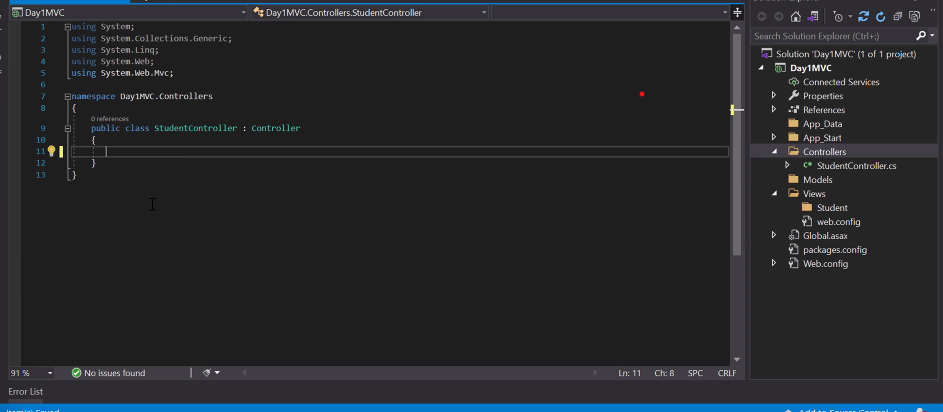 Day1MVC
Day1MVC.Controllers.StudentController
1 using System;
2 using System.Collections.Generic;
3 using System.Linq;
4 using System.Web;
5 using System.Web.Mvc;
6
7 namespace Day1MVC.Controllers
8 {
0 references
9 public class StudentController : Controller
10 {
11
12 }
13 }
91 %
No issues found
Ln: 11 Ch: 8 SPC CRLF
Error List
Search Solution Explorer (Ctrl+;)
Solution 'Day1MVC' (1 of 1 project)
Day1MVC
Connected Services
Properties
References
App_Data
App_Start
Controllers
C# StudentController.cs
Models
Views
Student
web.config
Global.asax
packages.config
Web.config